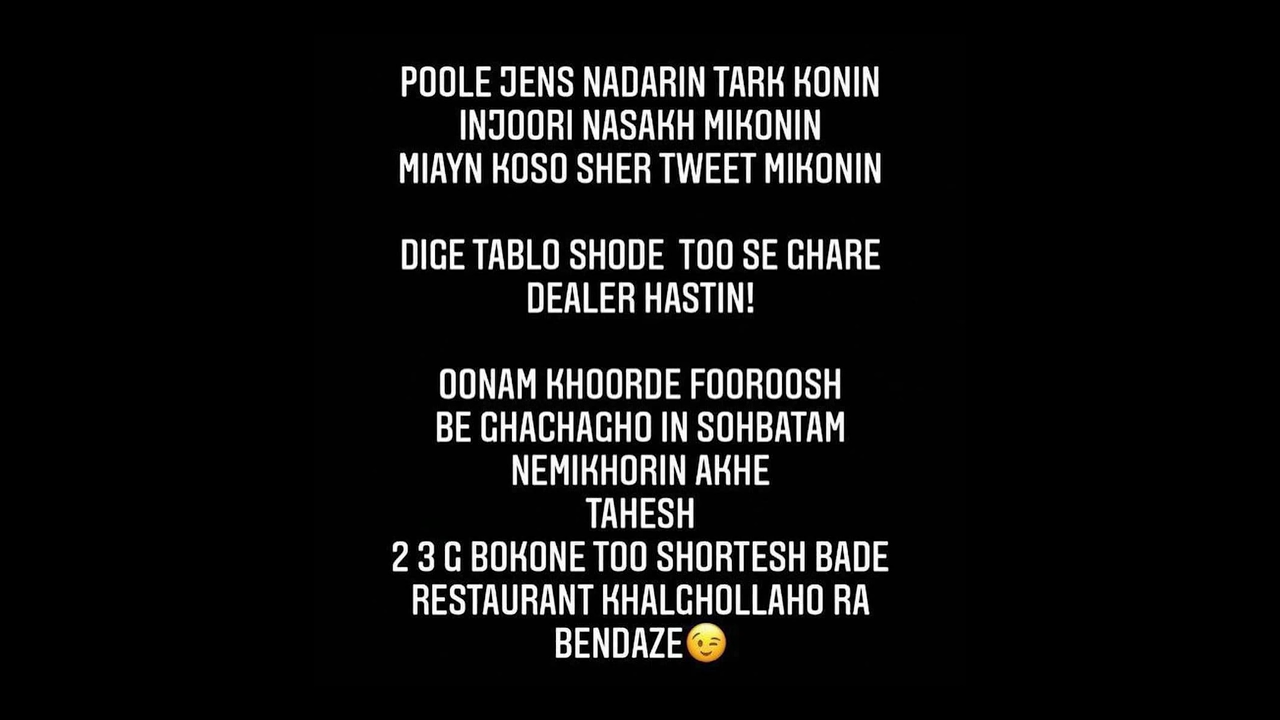 POOLE JENS NADARIN TARK KONIN
INJOORI NASAKH MIKONIN
MIAYN KOSO SHER TWEET MIKONIN
DIGE TABLO SHODE TOO SE GHARE
DEALER HASTIN!
OONAM KHOORDE FOOROOSH
BE GHACHAGHO IN SOHBATAM
NEMIKHORIN AKHE
TAHESH
2 3 G BOKONE TOO SHORTESH BADE
RESTAURANT KHALGHOLLAHO RA
BENDAZE😉